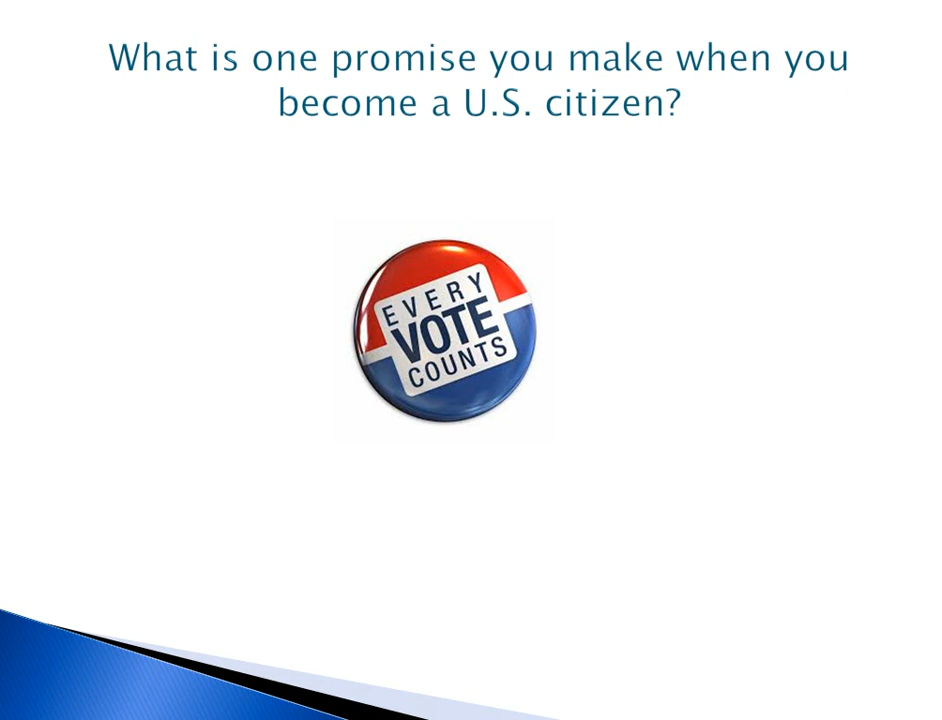 What is one promise you make when you
become a U.S. citizen?
EVERY
VOTE
COUNTS